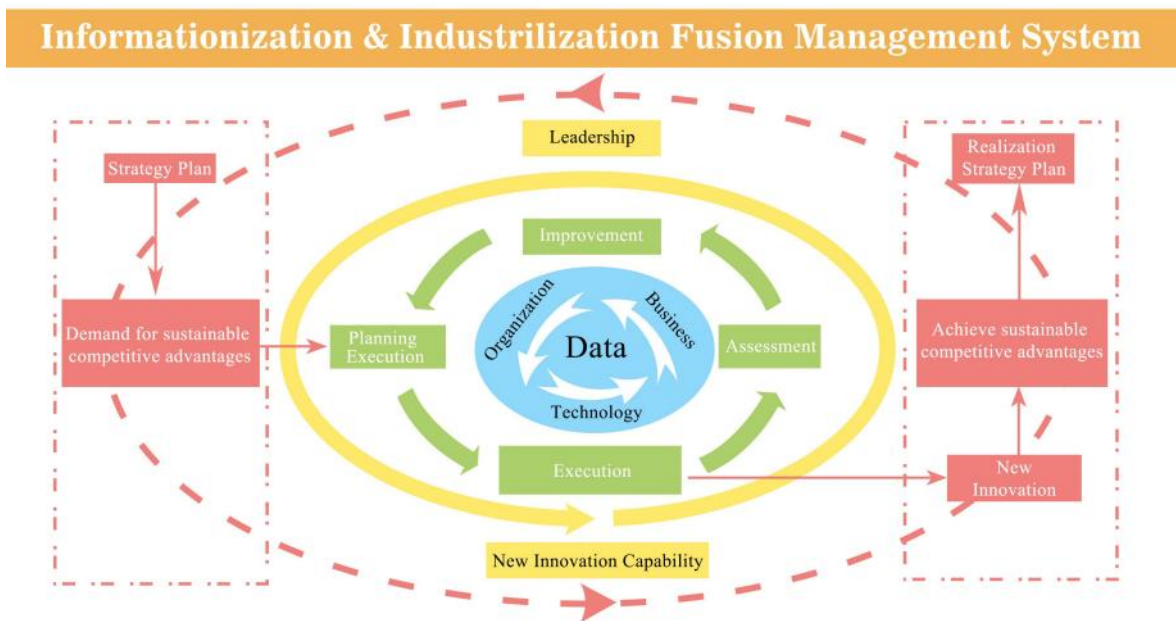 Informationization & Industrilization Fusion Management System
Leadership
Strategy Plan
Realization
Strategy Plan
Improvement
Organization
Business
Demand for sustainable
competitive advantages
Planning
Execution
Data
Assessment
Achieve sustainable
competitive advantages
Technology
Execution
New
Innovation
New Innovation Capability